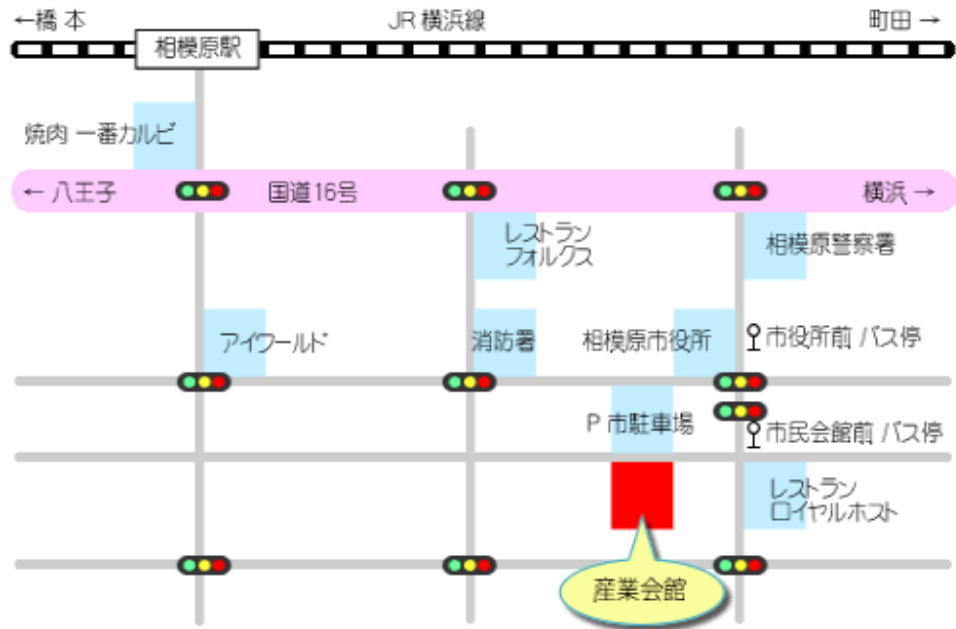 ←橋本
JR横浜線
町田→
相模原駅
焼肉 一番カルビ
← 八王子
国道16号
横浜 →
レストラン
フォルクス
相模原警察署
アイワールド
消防署
相模原市役所
市役所前 バス停
P 市駐車場
市民会館前 バス停
レストラン
ロイヤルホスト
産業会館